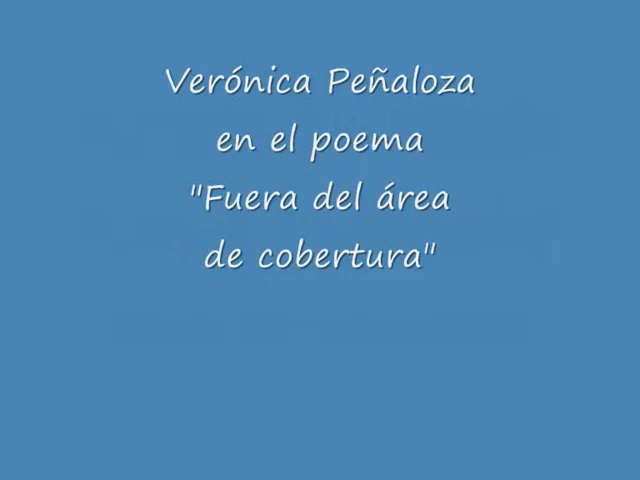 Verónica Peñaloza
en el poema
"Fuera del área
de cobertura"